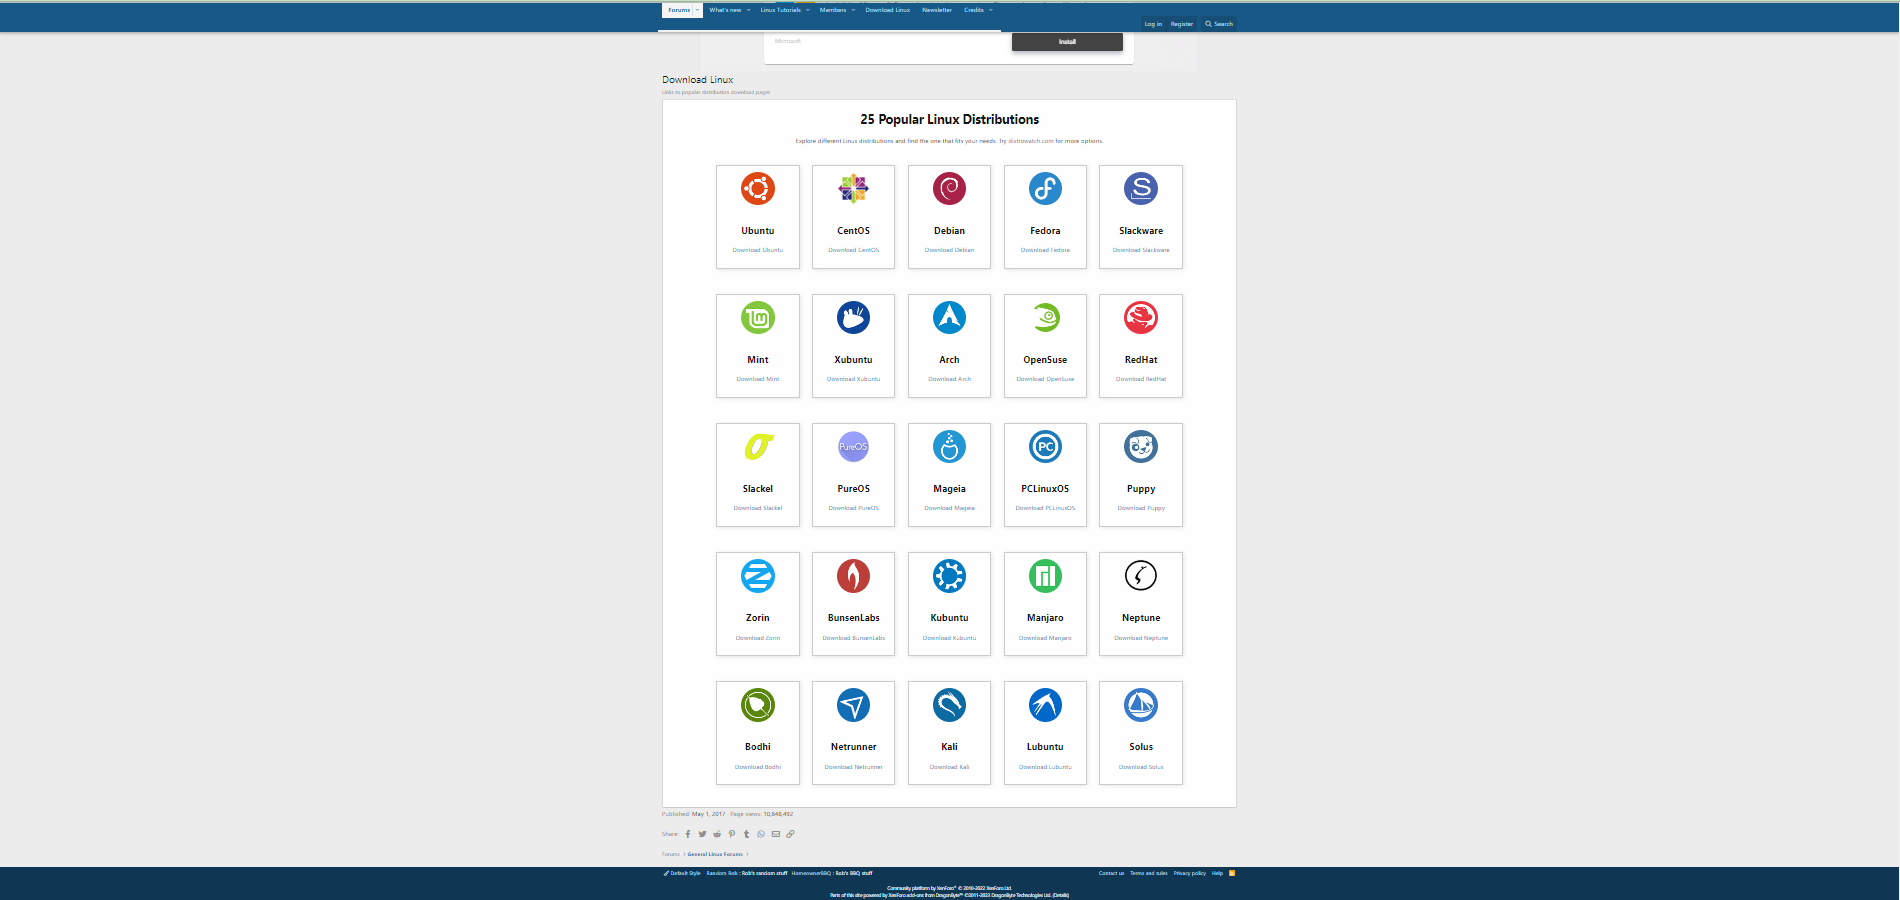 Forums What's new Linux Tutorials Members Download Linux Newsletter Credits
Log in Register Search
Microsoft
Install
Download Linux
Links to popular distribution download pages
25 Popular Linux Distributions
Explore different Linux distributions and find the one that fits your needs. Try distrowatch.com for more options.
Ubuntu CentOS Debian Fedora Slackware
Download Ubuntu Download CentOS Download Debian Download Fedora Download Slackware
Mint Xubuntu Arch OpenSuse RedHat
Download Mint Download Xubuntu Download Arch Download OpenSuse Download RedHat
PureOS PC
Slackel PureOS Mageia PCLinuxOS Puppy
Download Slackel Download PureOS Download Mageia Download PCLinuxOS Download Puppy
Zorin BunsenLabs Kubuntu Manjaro Neptune
Download Zorin Download BunsenLabs Download Kubuntu Download Manjaro Download Neptune
Bodhi Netrunner Kali Lubuntu Solus
Download Bodhi Download Netrunner Download Kali Download Lubuntu Download Solus
Published: May 1, 2017 · Page views: 10,848,492
Share:
Forums > General Linux Forums >
Default Style Random Rob : Rob's random stuff HomeownerBBQ : Rob's BBQ stuff Contact us Terms and rules Privacy policy Help
Community platform by XenForo® © 2010-2022 XenForo Ltd.
Parts of this site powered by XenForo add-ons from DragonByte™ ©2011-2023 DragonByte Technologies Ltd. (Details)